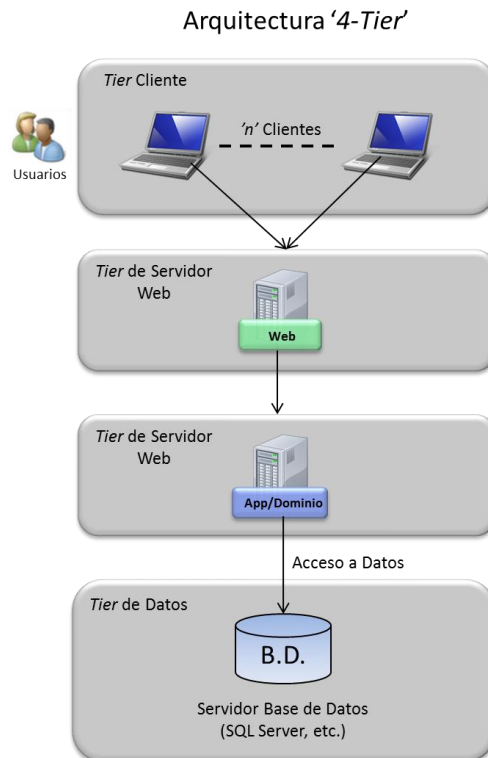 Arquitectura ‘4-Tier’
Tier Cliente
’n’ Clientes
Usuarios
Tier de Servidor
Web
Web
Tier de Servidor
Web
App/Dominio
Acceso a Datos
Tier de Datos
B.D.
Servidor Base de Datos
(SQL Server, etc.)